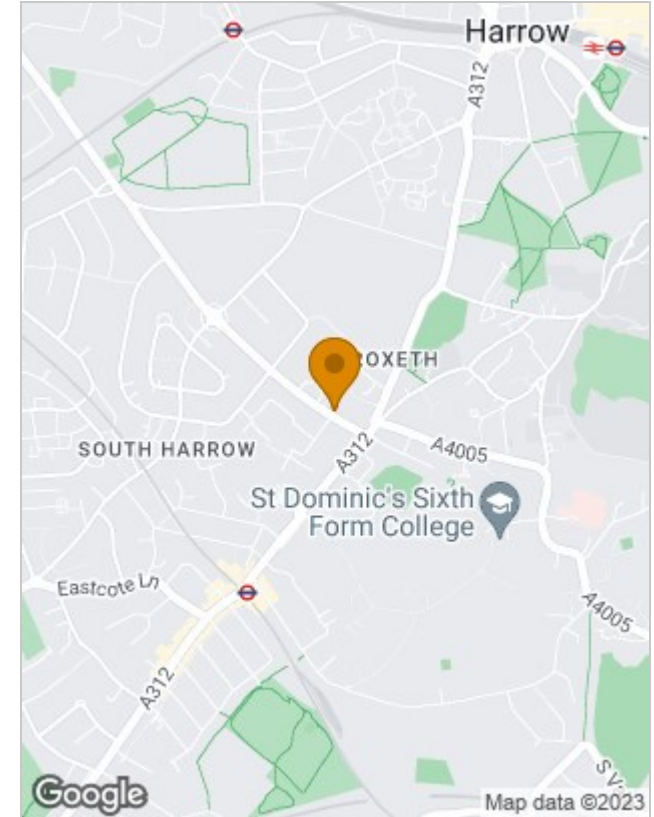 Harrow
A312
ROXETH
SOUTH HARROW
A312
A4005
St Dominic's Sixth
Form College
Eastcote Ln
A4005
A312
Google
Map data ©2023